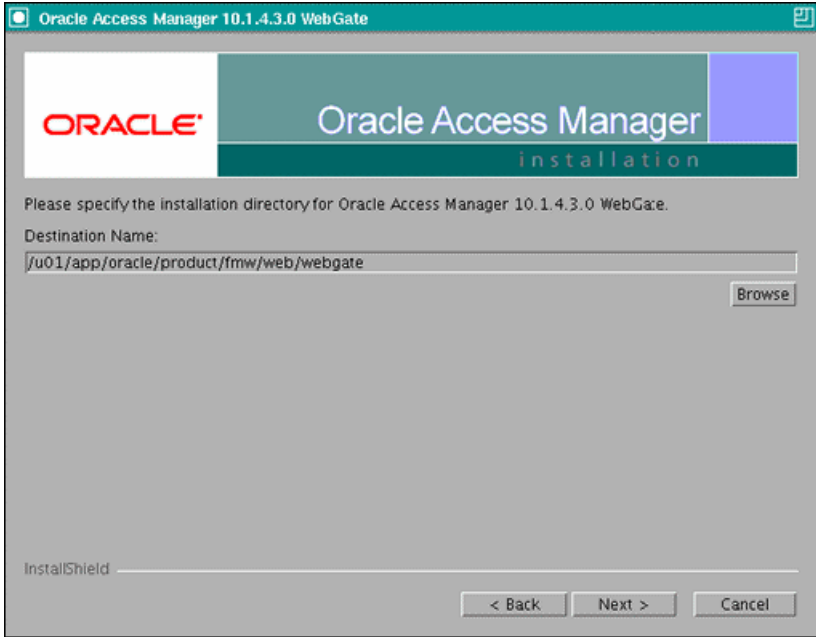 Oracle Access Manager 10.1.4.3.0 WebGate
ORACLE
Oracle Access Manager
installation
Please specify the installation directory for Oracle Access Manager 10.1.4.3.0 WebGate.
Destination Name:
/u01/app/oracle/product/fmw/web/webgate
Browse
InstallShield
< Back Next > Cancel